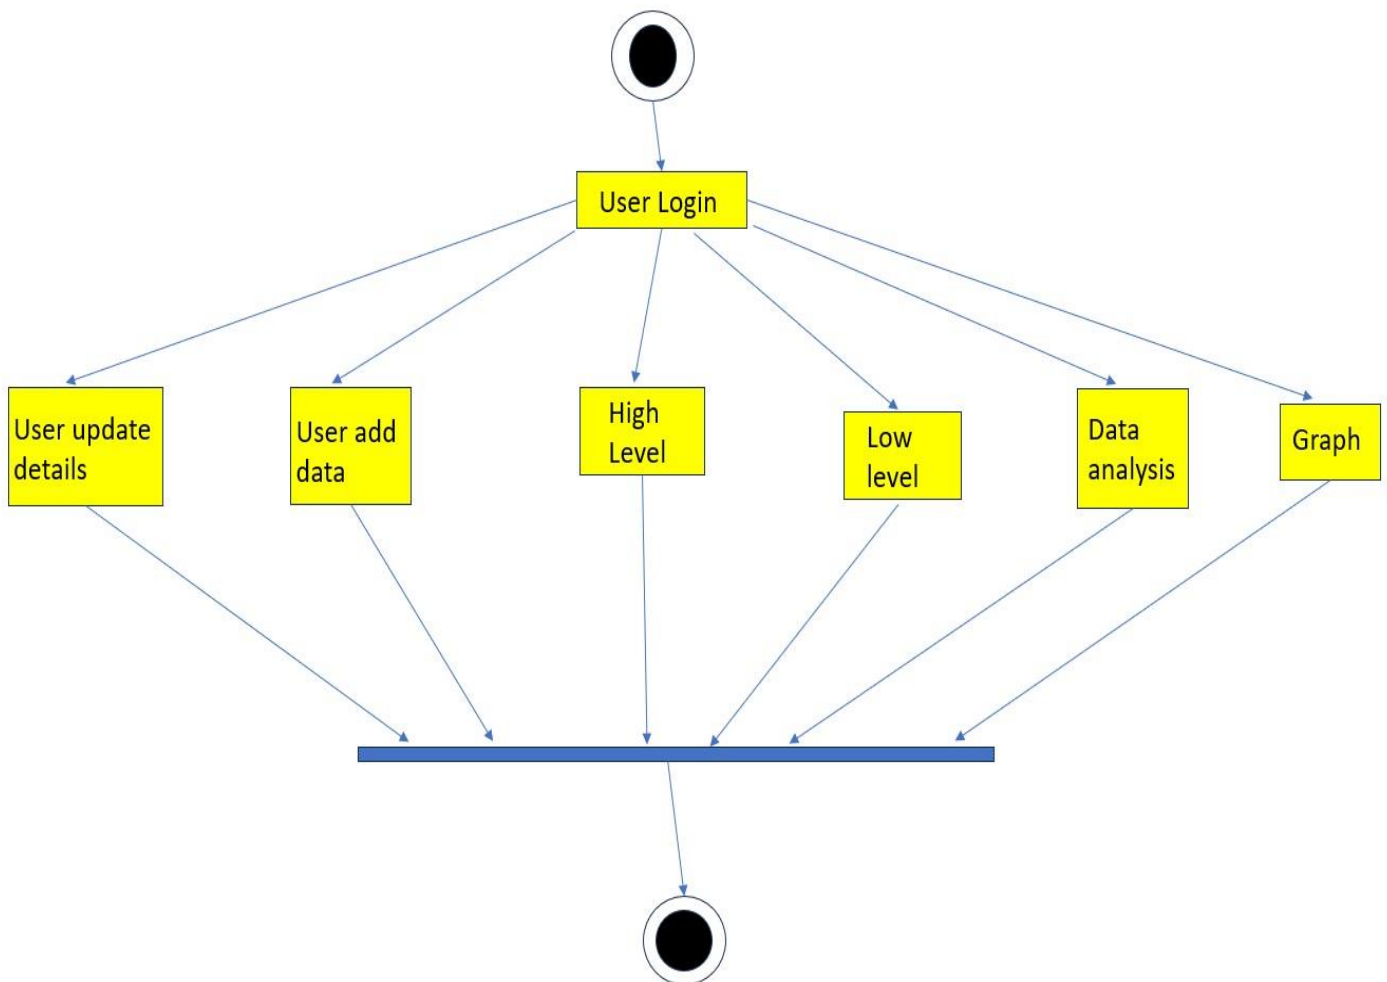 User Login
User update
details
User add
data
High
Level
Low
level
Data
analysis
Graph